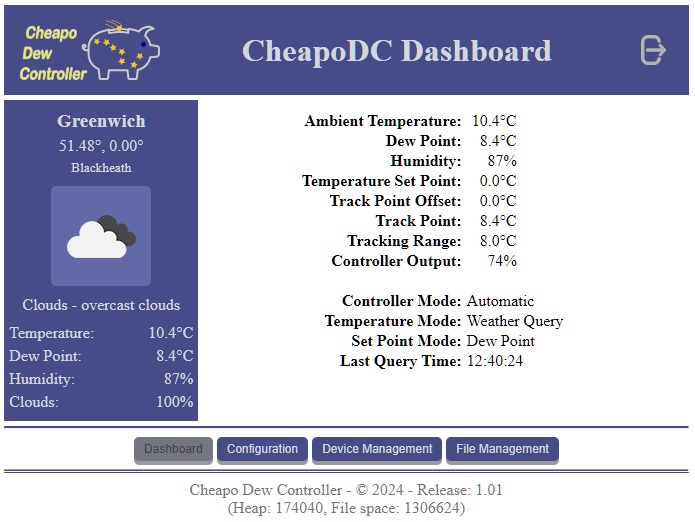 Cheapo
Dew
Controller
CheapoDC Dashboard
Greenwich
51.48°, 0.00°
Blackheath
Clouds - overcast clouds
Temperature: 10.4°C
Dew Point: 8.4°C
Humidity: 87%
Clouds: 100%
Ambient Temperature: 10.4°C
Dew Point: 8.4°C
Humidity: 87%
Temperature Set Point: 0.0°C
Track Point Offset: 0.0°C
Track Point: 8.4°C
Tracking Range: 8.0°C
Controller Output: 74%
Controller Mode: Automatic
Temperature Mode: Weather Query
Set Point Mode: Dew Point
Last Query Time: 12:40:24
Dashboard Configuration Device Management File Management
Cheapo Dew Controller - © 2024 - Release: 1.01
(Heap: 174040, File space: 1306624)